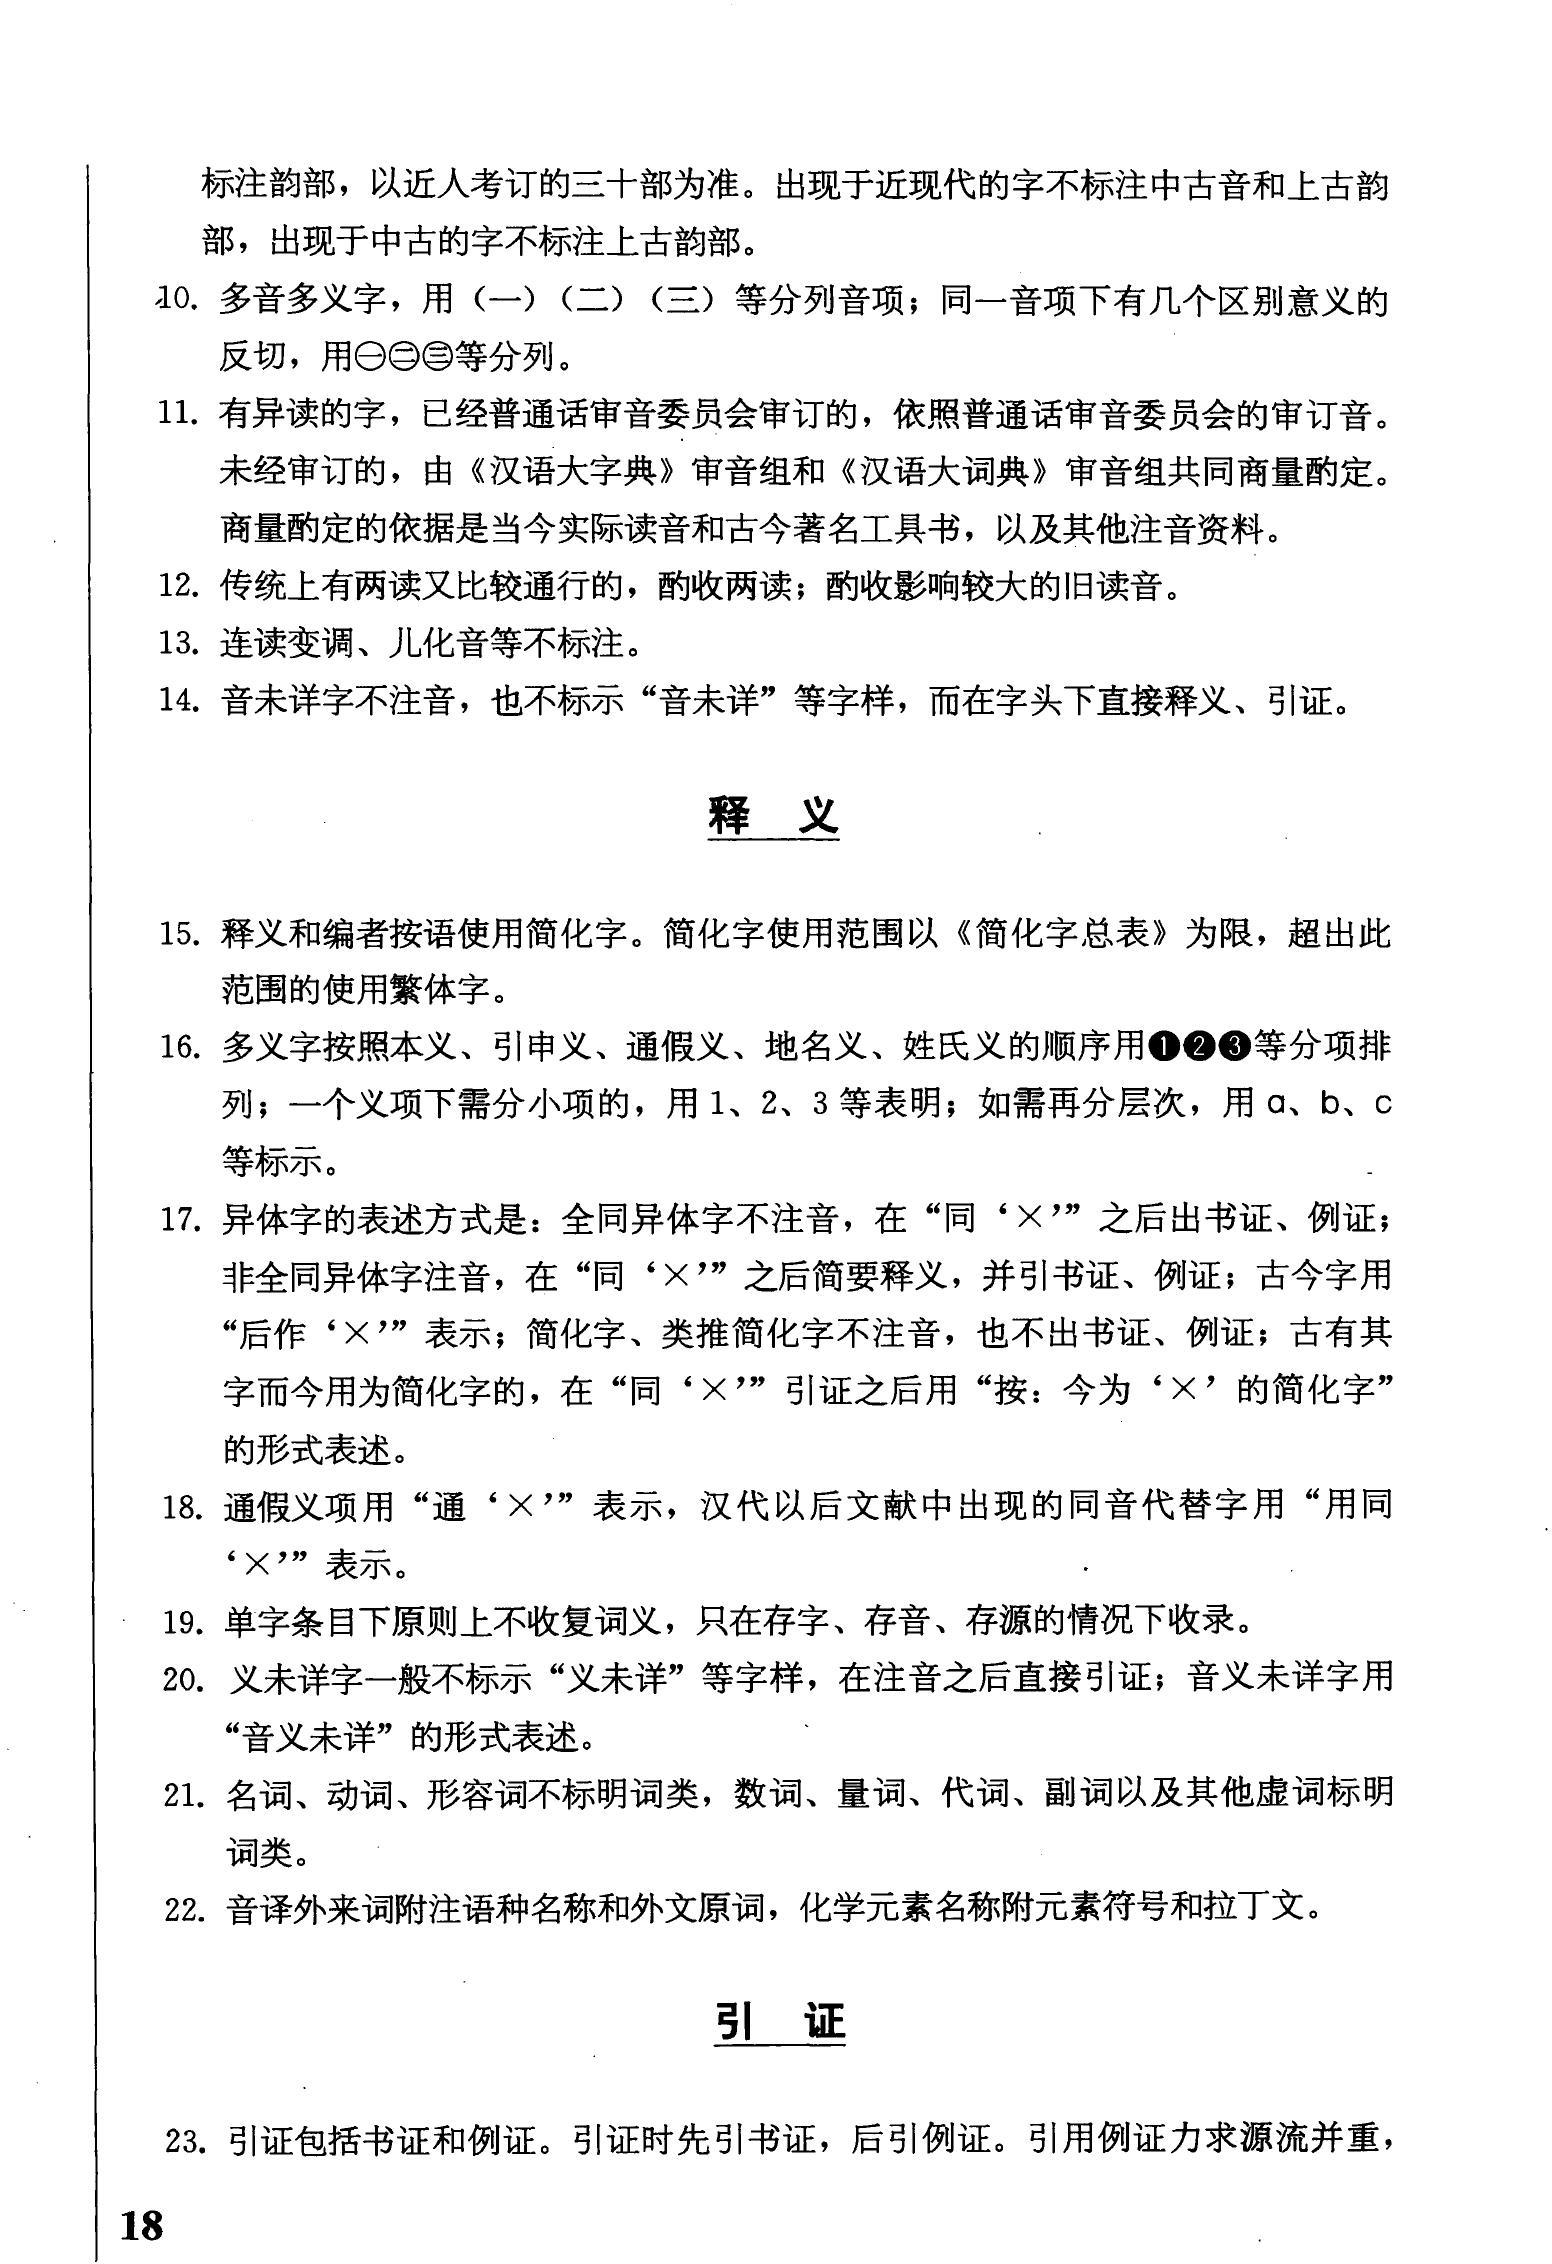 标注韵部，以近人考订的三十部为准。出现于近现代的字不标注中古音和上古韵
部，出现于中古的字不标注上古韵部。
10. 多音多义字，用（一）（二）（三）等分列音项；同一音项下有几个区别意义的
反切，用㊀㊁㊂等分列。
11. 有异读的字，已经普通话审音委员会审订的，依照普通话审音委员会的审订音。
未经审订的，由《汉语大字典》审音组和《汉语大词典》审音组共同商量酌定。
商量酌定的依据是当今实际读音和古今著名工具书，以及其他注音资料。
12. 传统上有两读又比较通行的，酌收两读；酌收影响较大的旧读音。
13. 连读变调、儿化音等不标注。
14. 音未详字不注音，也不标示“音未详”等字样，而在字头下直接释义、引证。
释 义
15. 释义和编者按语使用简化字。简化字使用范围以《简化字总表》为限，超出此
范围的使用繁体字。
16. 多义字按照本义、引申义、通假义、地名义、姓氏义的顺序用❶❷❸等分项排
列；一个义项下需分小项的，用 1、2、3 等表明；如需再分层次，用 a、b、c
等标示。
17. 异体字的表述方式是：全同异体字不注音，在“同‘×’”之后出书证、例证；
非全同异体字注音，在“同‘×’”之后简要释义，并引书证、例证；古今字用
“后作‘×’”表示；简化字、类推简化字不注音，也不出书证、例证；古有其
字而今用为简化字的，在“同‘×’”引证之后用“按：今为‘×’的简化字”
的形式表述。
18. 通假义项用“通‘×’”表示，汉代以后文献中出现的同音代替字用“用同
‘×’”表示。
19. 单字条目下原则上不收复词义，只在存字、存音、存源的情况下收录。
20. 义未详字一般不标示“义未详”等字样，在注音之后直接引证；音义未详字用
“音义未详”的形式表述。
21. 名词、动词、形容词不标明词类，数词、量词、代词、副词以及其他虚词标明
词类。
22. 音译外来词附注语种名称和外文原词，化学元素名称附元素符号和拉丁文。
引 证
23. 引证包括书证和例证。引证时先引书证，后引例证。引用例证力求源流并重，
18